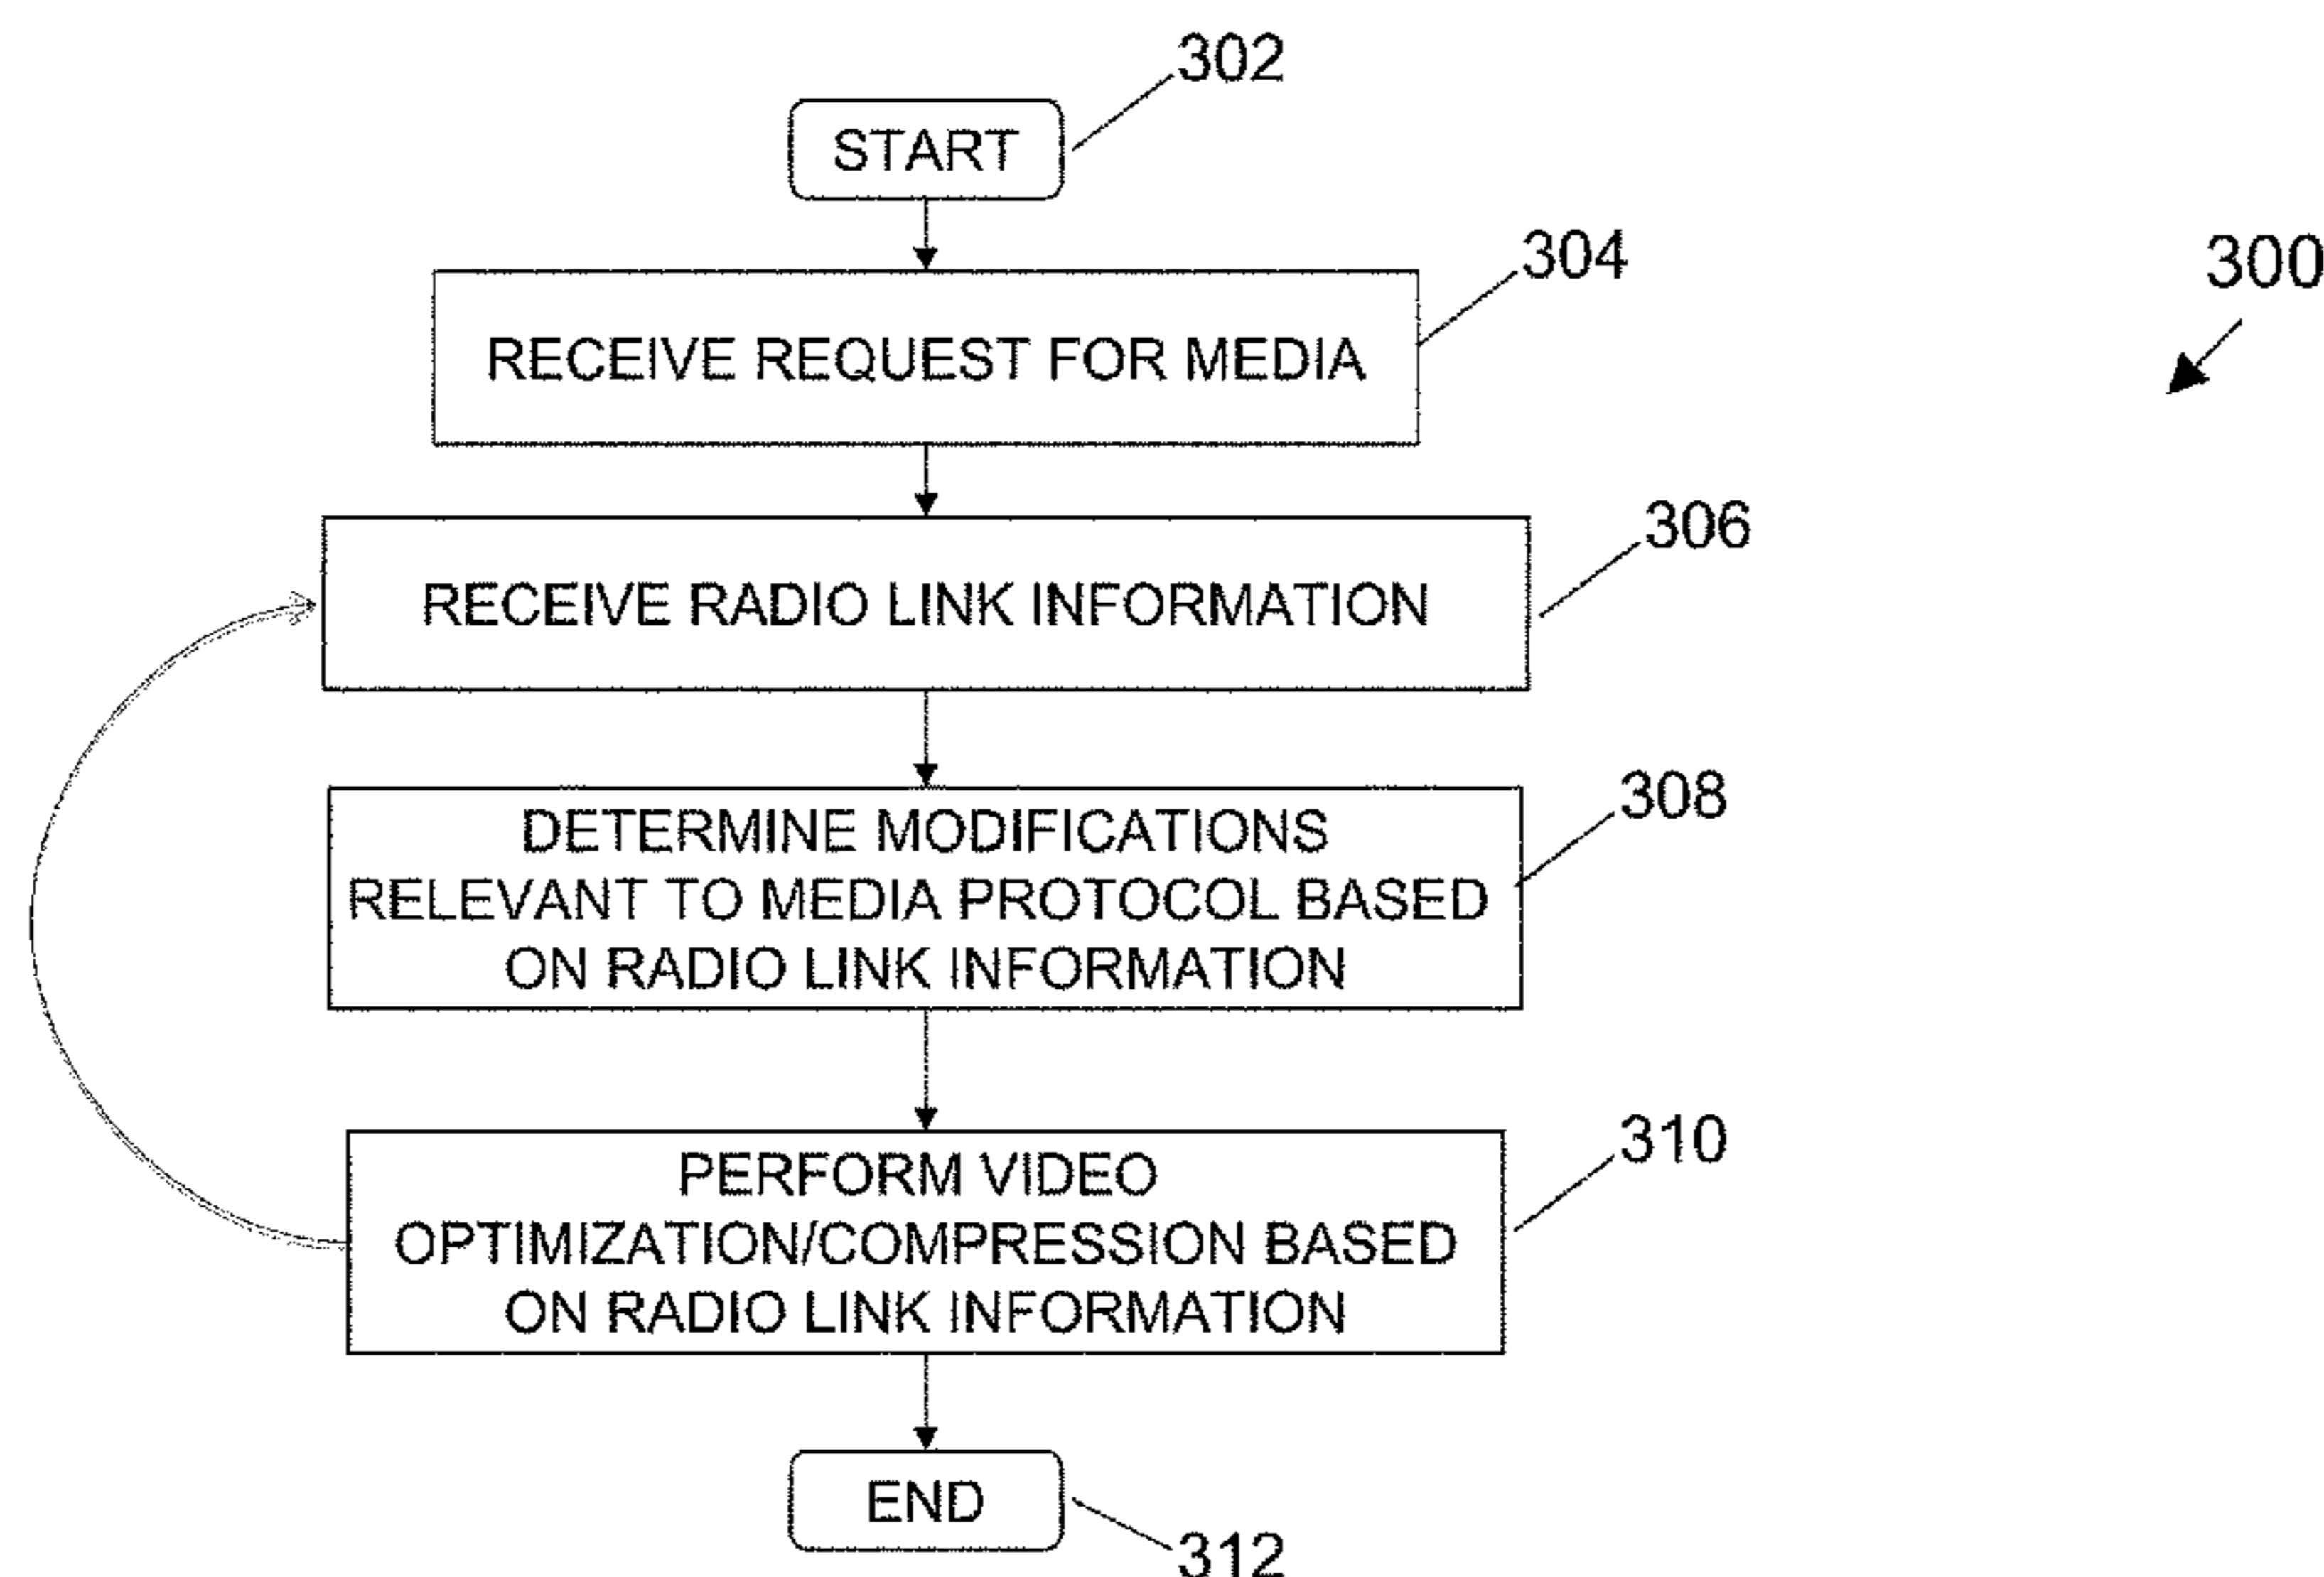 302
START
304
300
RECEIVE REQUEST FOR MEDIA
306
RECEIVE RADIO LINK INFORMATION
308
DETERMINE MODIFICATIONS
RELEVANT TO MEDIA PROTOCOL BASED
ON RADIO LINK INFORMATION
310
PERFORM VIDEO
OPTIMIZATION/COMPRESSION BASED
ON RADIO LINK INFORMATION
END
312